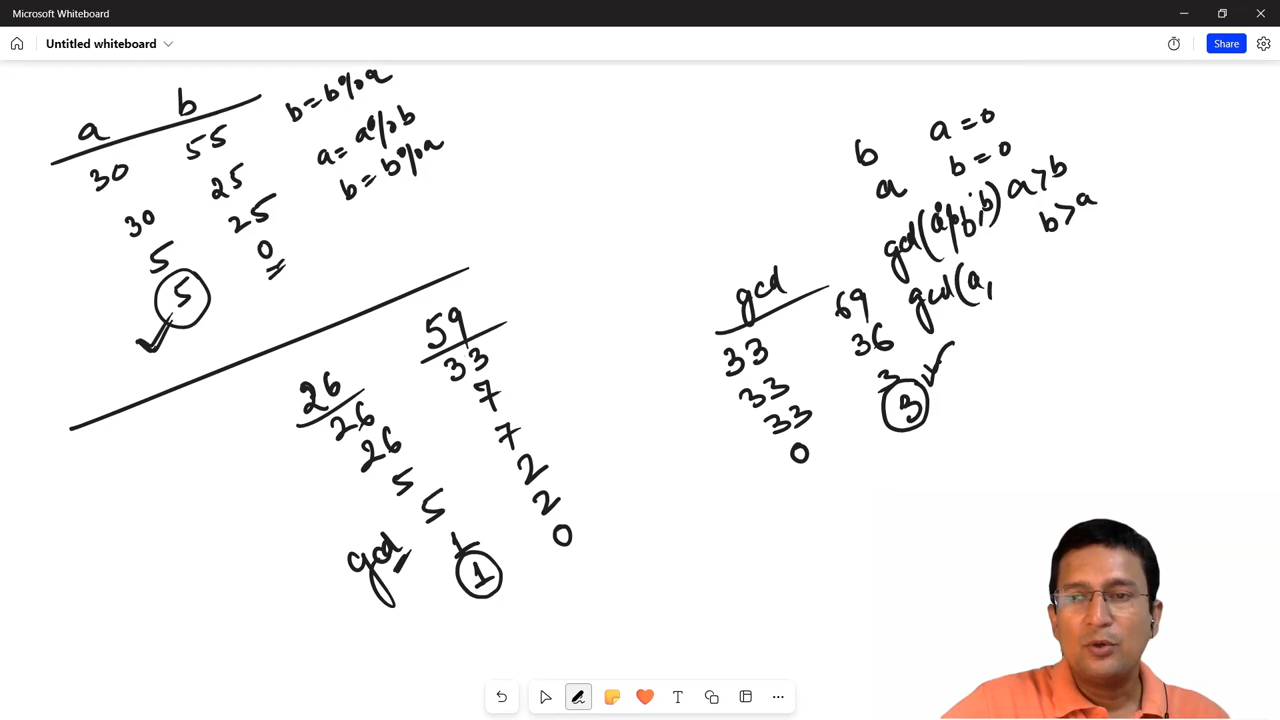 Microsoft Whiteboard
Untitled whiteboard
Share
a b
30 55
30 25
5 25
5 0
b=b%a
a=a%b
b=b%a
59
33
26
26 7
26 7
5 2
5 2
1 0
gcd 1
b a=0
a b=0
gcd(a%b,b) a>b
gcd(a, b>a
gcd
33 69
33 36
33 3
0 3